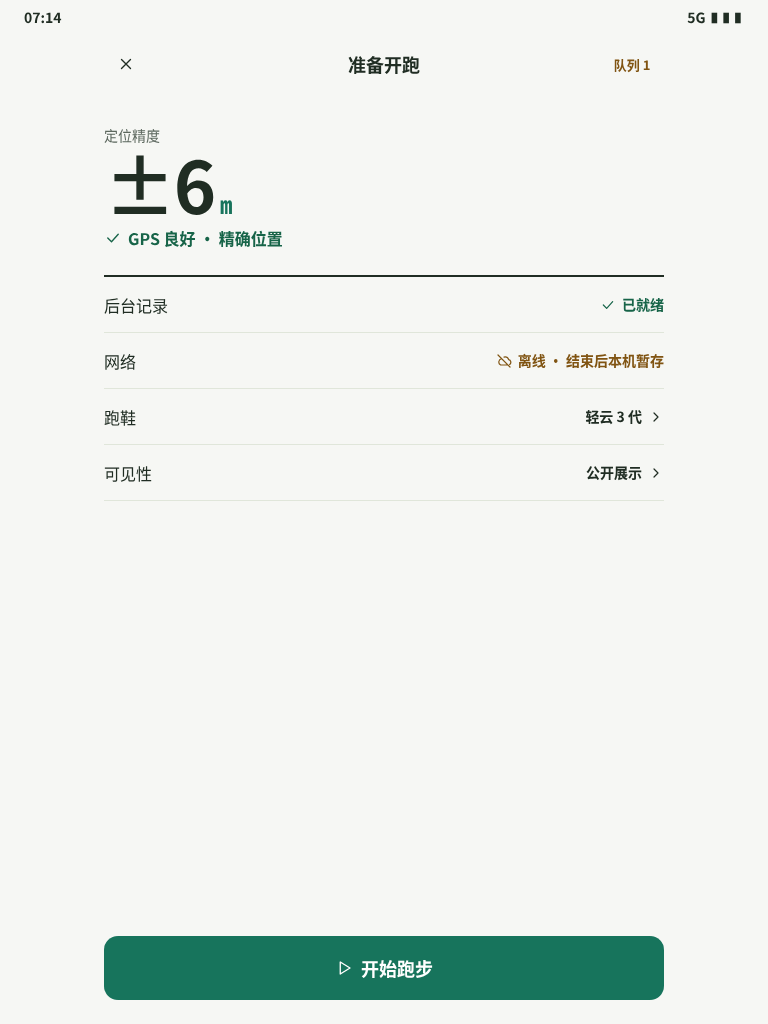 07:14 5G
准备开跑 队列 1
定位精度
±6m
GPS 良好 · 精确位置
后台记录 已就绪
网络 离线 · 结束后本机暂存
跑鞋 轻云 3 代
可见性 公开展示
开始跑步